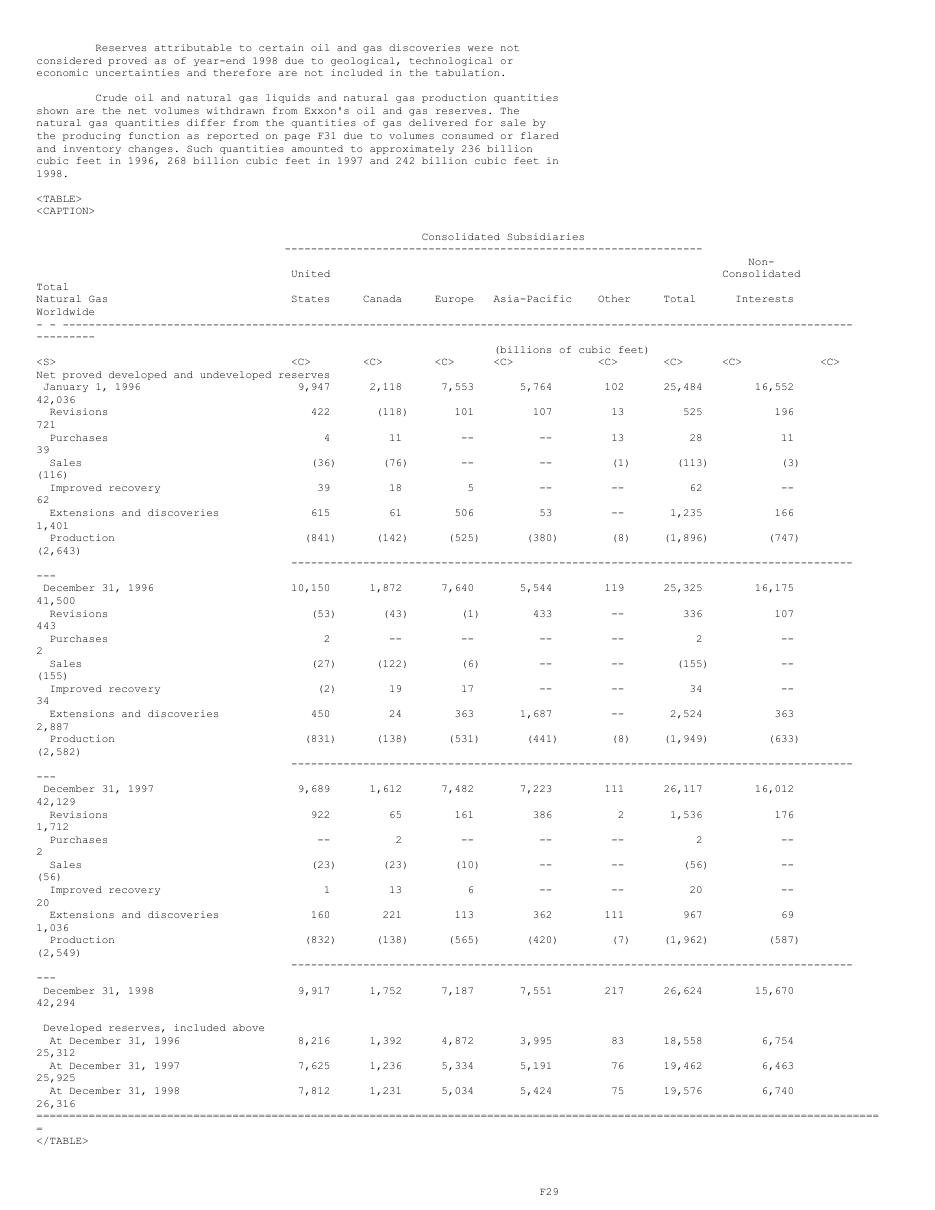 Reserves attributable to certain oil and gas discoveries were not
considered proved as of year-end 1998 due to geological, technological or
economic uncertainties and therefore are not included in the tabulation.
Crude oil and natural gas liquids and natural gas production quantities
shown are the net volumes withdrawn from Exxon's oil and gas reserves. The
natural gas quantities differ from the quantities of gas delivered for sale by
the producing function as reported on page F31 due to volumes consumed or flared
and inventory changes. Such quantities amounted to approximately 236 billion
cubic feet in 1996, 268 billion cubic feet in 1997 and 242 billion cubic feet in
1998.
<TABLE>
<CAPTION>
Consolidated Subsidiaries
----------------------------------------------------------------
Non-
United Consolidated
Total
Natural Gas States Canada Europe Asia-Pacific Other Total Interests
Worldwide
- - -------------------------------------------------------------------------------------------------------------------------
---------
(billions of cubic feet)
<S> <C> <C> <C> <C> <C> <C> <C> <C>
Net proved developed and undeveloped reserves
January 1, 1996 9,947 2,118 7,553 5,764 102 25,484 16,552
42,036
Revisions 422 (118) 101 107 13 525 196
721
Purchases 4 11 -- -- 13 28 11
39
Sales (36) (76) -- -- (1) (113) (3)
(116)
Improved recovery 39 18 5 -- -- 62 --
62
Extensions and discoveries 615 61 506 53 -- 1,235 166
1,401
Production (841) (142) (525) (380) (8) (1,896) (747)
(2,643)
--------------------------------------------------------------------------------------
---
December 31, 1996 10,150 1,872 7,640 5,544 119 25,325 16,175
41,500
Revisions (53) (43) (1) 433 -- 336 107
443
Purchases 2 -- -- -- -- 2 --
2
Sales (27) (122) (6) -- -- (155) --
(155)
Improved recovery (2) 19 17 -- -- 34 --
34
Extensions and discoveries 450 24 363 1,687 -- 2,524 363
2,887
Production (831) (138) (531) (441) (8) (1,949) (633)
(2,582)
--------------------------------------------------------------------------------------
---
December 31, 1997 9,689 1,612 7,482 7,223 111 26,117 16,012
42,129
Revisions 922 65 161 386 2 1,536 176
1,712
Purchases -- 2 -- -- -- 2 --
2
Sales (23) (23) (10) -- -- (56) --
(56)
Improved recovery 1 13 6 -- -- 20 --
20
Extensions and discoveries 160 221 113 362 111 967 69
1,036
Production (832) (138) (565) (420) (7) (1,962) (587)
(2,549)
--------------------------------------------------------------------------------------
---
December 31, 1998 9,917 1,752 7,187 7,551 217 26,624 15,670
42,294
Developed reserves, included above
At December 31, 1996 8,216 1,392 4,872 3,995 83 18,558 6,754
25,312
At December 31, 1997 7,625 1,236 5,334 5,191 76 19,462 6,463
25,925
At December 31, 1998 7,812 1,231 5,034 5,424 75 19,576 6,740
26,316
=================================================================================================================================
=
</TABLE>
F29